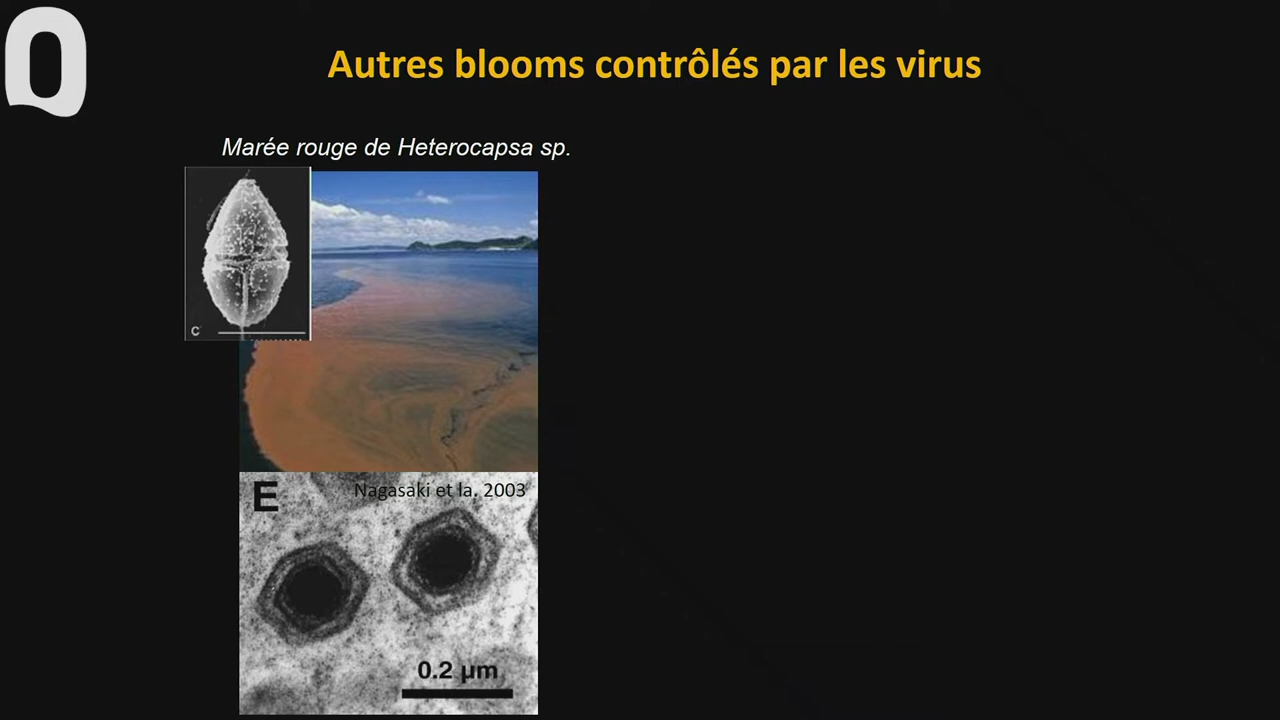 Q
Autres blooms contrôlés par les virus
Marée rouge de Heterocapsa sp.
C
E
Nagasaki et la. 2003
0.2 µm